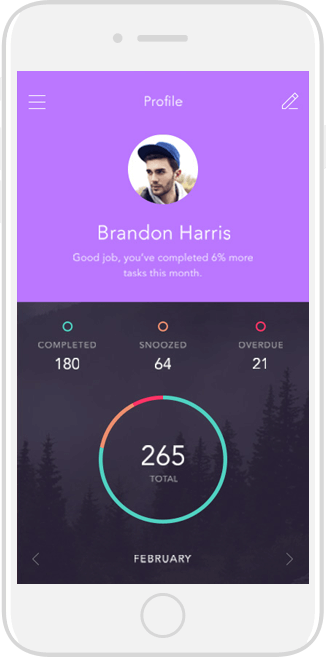 Profile
Brandon Harris
Good job, you've completed 6% more
tasks this month.
COMPLETED
SNOOZED
OVERDUE
180
64
21
265
TOTAL
FEBRUARY